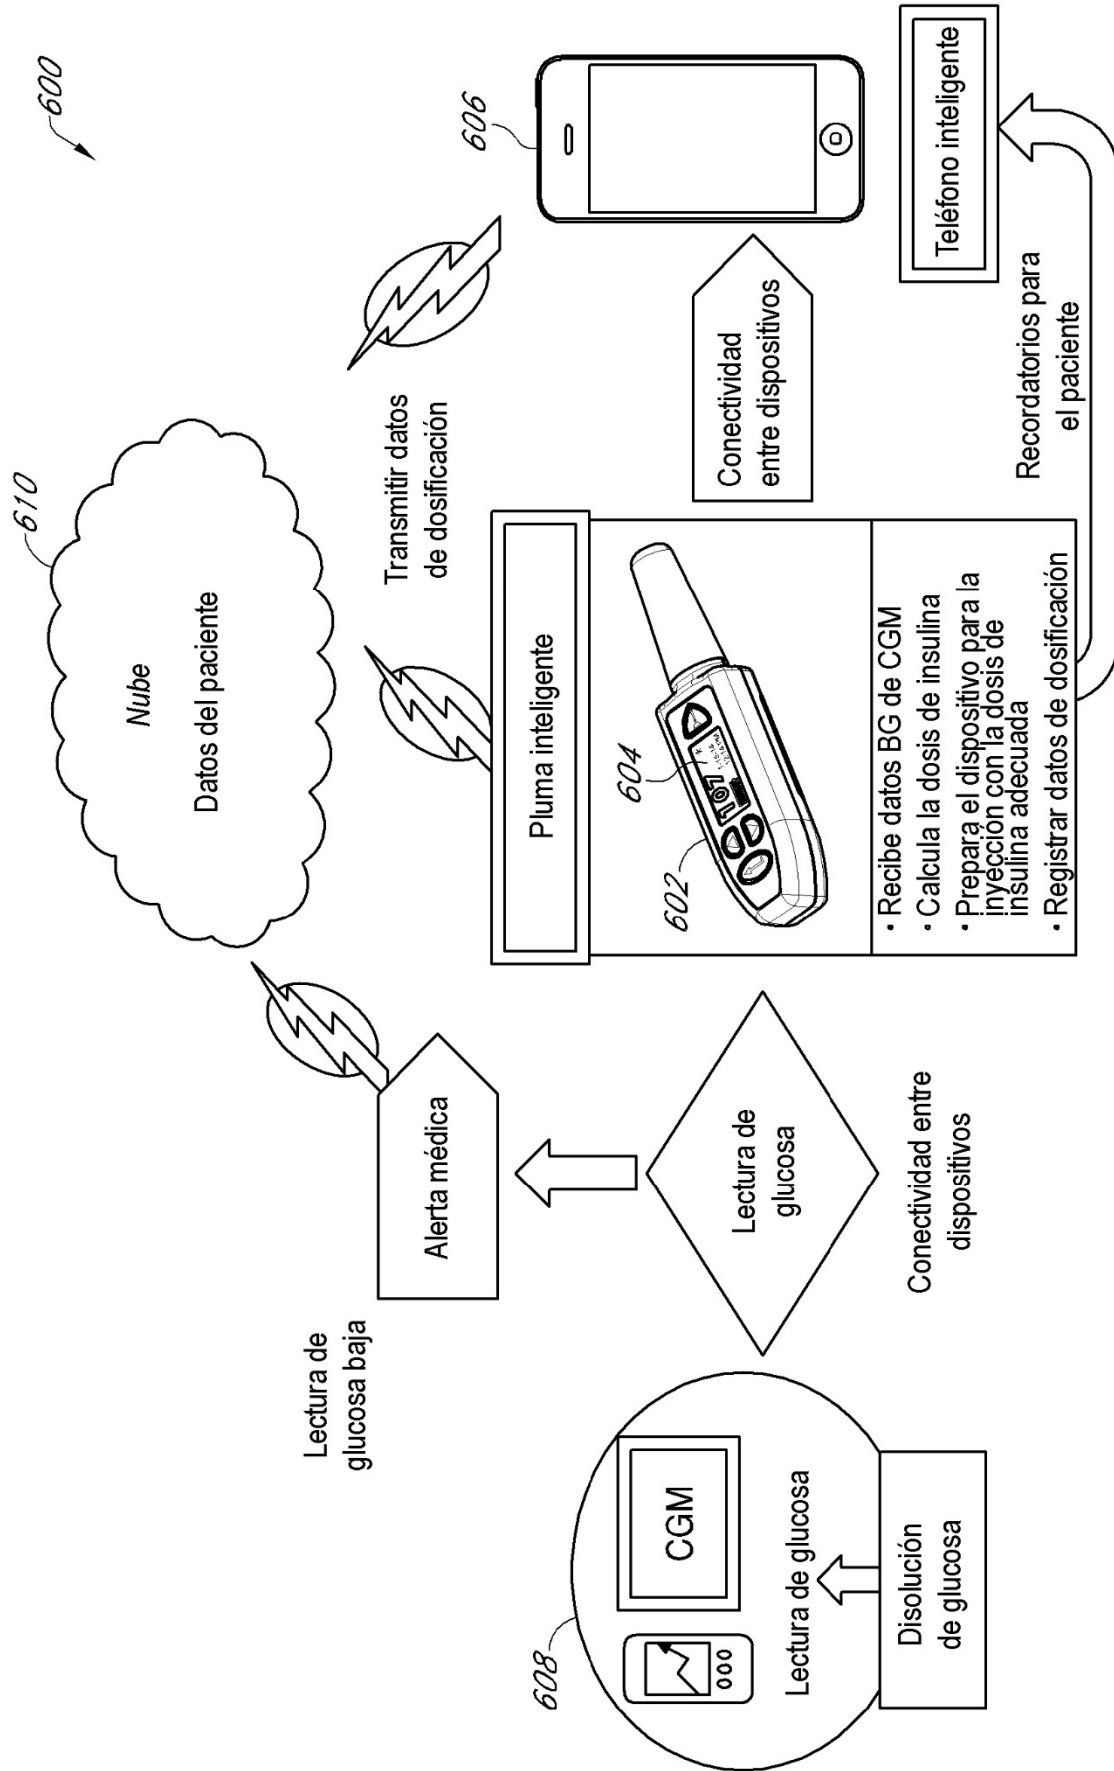 600
610
Nube
Datos del paciente
606
Transmitir datos
de dosificación
Lectura de
glucosa baja
Alerta médica
Pluma inteligente
602
604
107
Conectividad
entre dispositivos
Teléfono inteligente
Recordatorios para
el paciente
• Recibe datos BG de CGM
• Calcula la dosis de insulina
• Prepara el dispositivo para la
inyección con la dosis de
insulina adecuada
• Registrar datos de dosificación
Lectura de
glucosa
Conectividad entre
dispositivos
608
CGM
Lectura de glucosa
Disolución
de glucosa